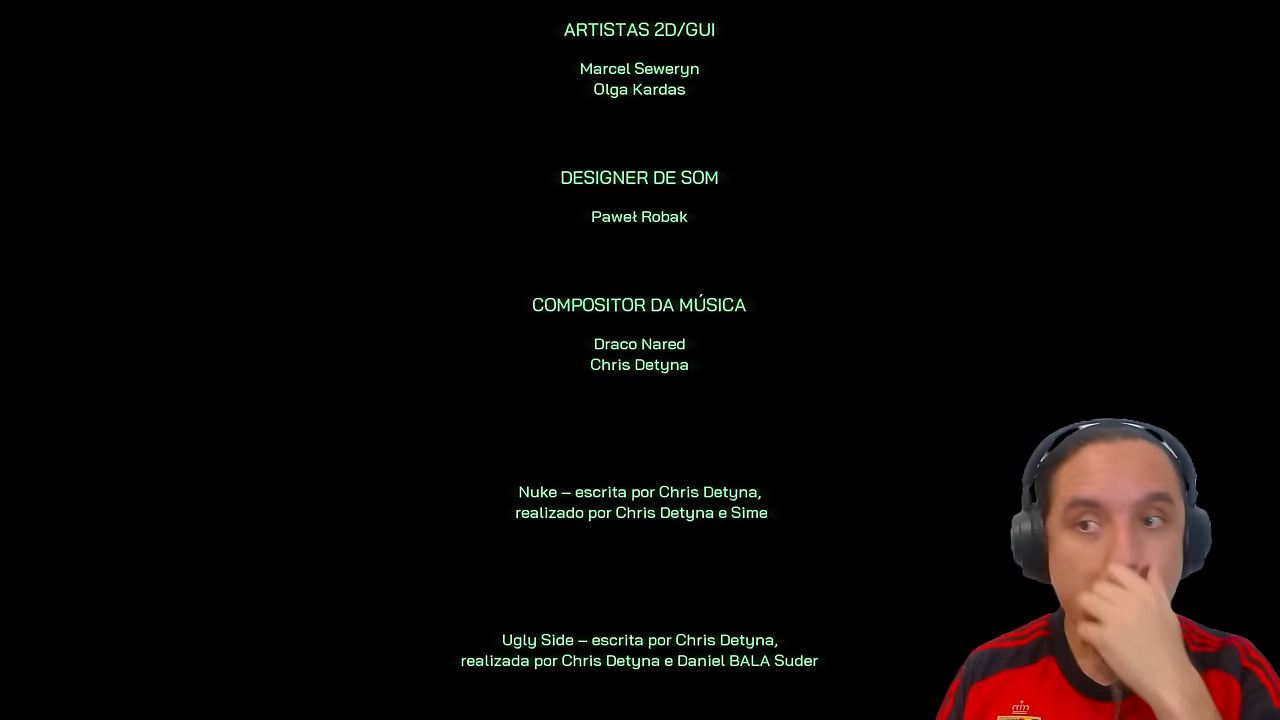 ARTISTAS 2D/GUI
Marcel Seweryn
Olga Kardas
DESIGNER DE SOM
Paweł Robak
COMPOSITOR DA MÚSICA
Draco Nared
Chris Detyna
Nuke – escrita por Chris Detyna,
realizado por Chris Detyna e Sime
Ugly Side – escrita por Chris Detyna,
realizada por Chris Detyna e Daniel BALA Suder